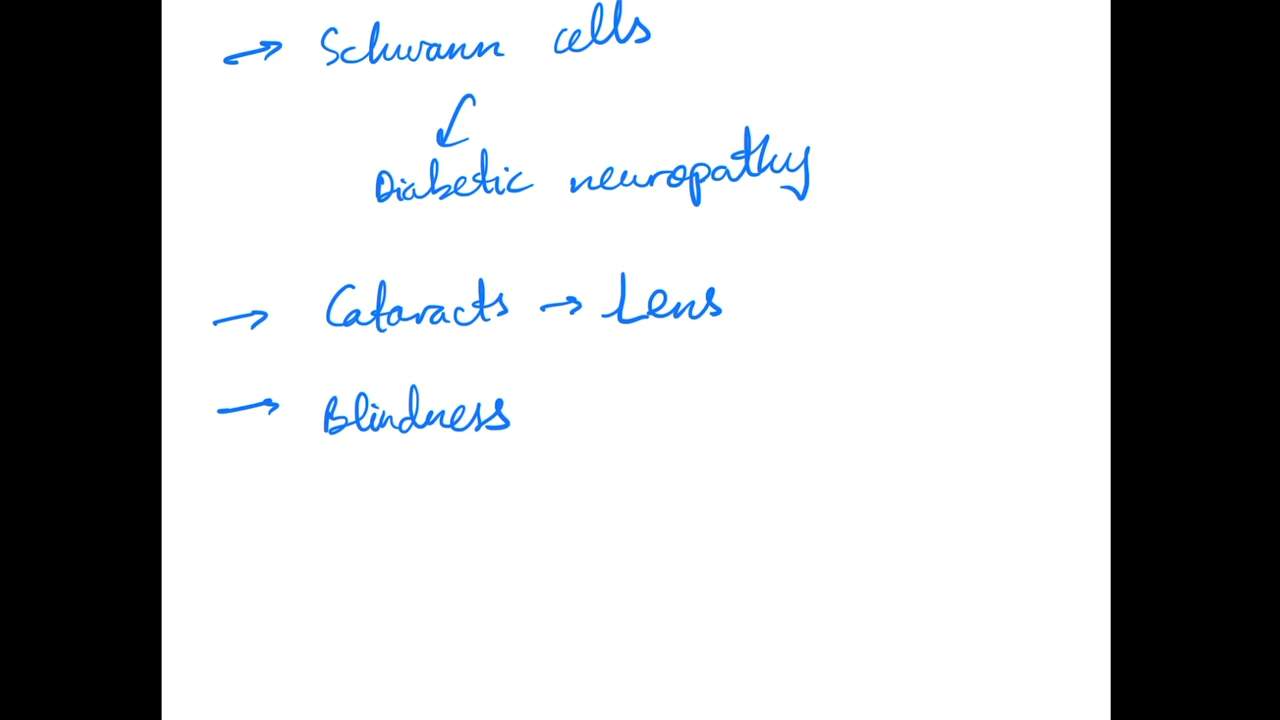 → Schwann cells
↙
Diabetic neuropathy
→ Cataracts → Lens
→ Blindness